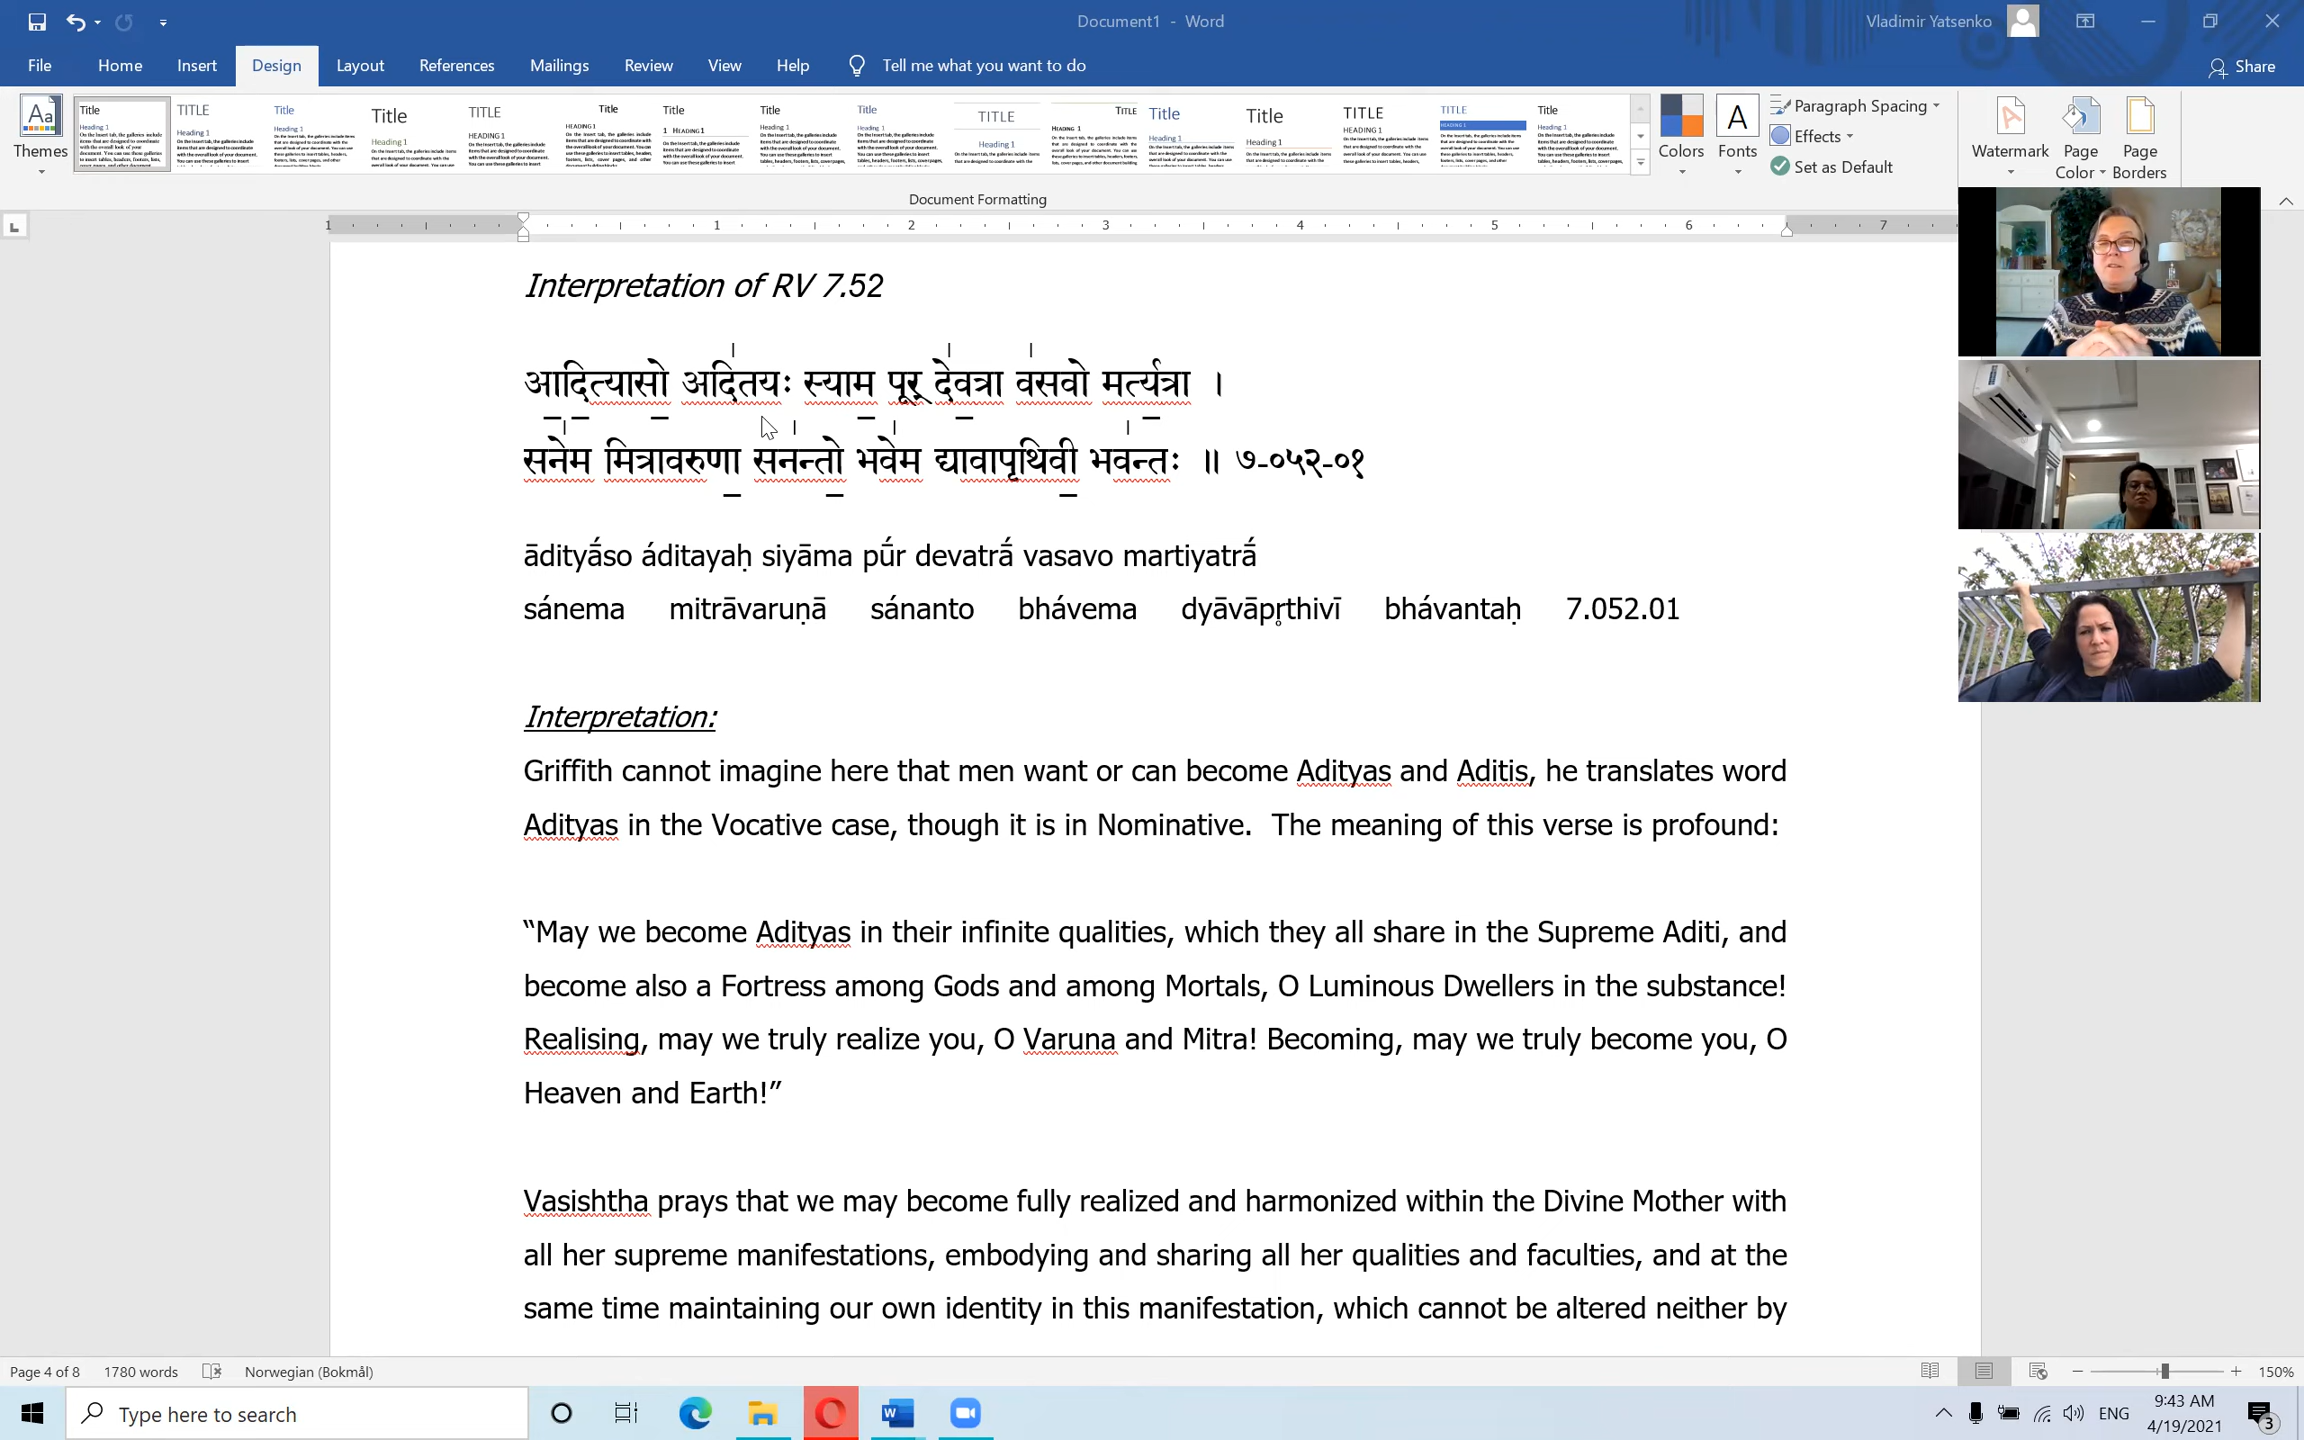 Document1 - Word
Vladimir Yatsenko
File Home Insert Design Layout References Mailings Review View Help Tell me what you want to do
Share
Themes
Colors
Fonts
Paragraph Spacing
Effects
Set as Default
Watermark
Page Color
Page Borders
Document Formatting
1 1 2 3 4 5 6 7
Interpretation of RV 7.52
आदित्यासो अदितयः स्याम पूर् देवत्रा वसवो मर्त्यत्रा ।
सनेम मित्रावरुणा सनन्तो भवेम द्यावापृथिवी भवन्तः ॥ ७-०५२-०१
ādityā́so áditayaḥ siyāma pū́r devatrā́ vasavo martiyatrā́
sánema mitrāvaruṇā sánanto bhávema dyāvāpr̥thivī bhávantaḥ 7.052.01
Interpretation:
Griffith cannot imagine here that men want or can become Adityas and Aditis, he translates word
Adityas in the Vocative case, though it is in Nominative. The meaning of this verse is profound:
“May we become Adityas in their infinite qualities, which they all share in the Supreme Aditi, and
become also a Fortress among Gods and among Mortals, O Luminous Dwellers in the substance!
Realising, may we truly realize you, O Varuna and Mitra! Becoming, may we truly become you, O
Heaven and Earth!”
Vasishtha prays that we may become fully realized and harmonized within the Divine Mother with
all her supreme manifestations, embodying and sharing all her qualities and faculties, and at the
same time maintaining our own identity in this manifestation, which cannot be altered neither by
Page 4 of 8 1780 words Norwegian (Bokmål)
150%
Type here to search
ENG
9:43 AM
4/19/2021
3